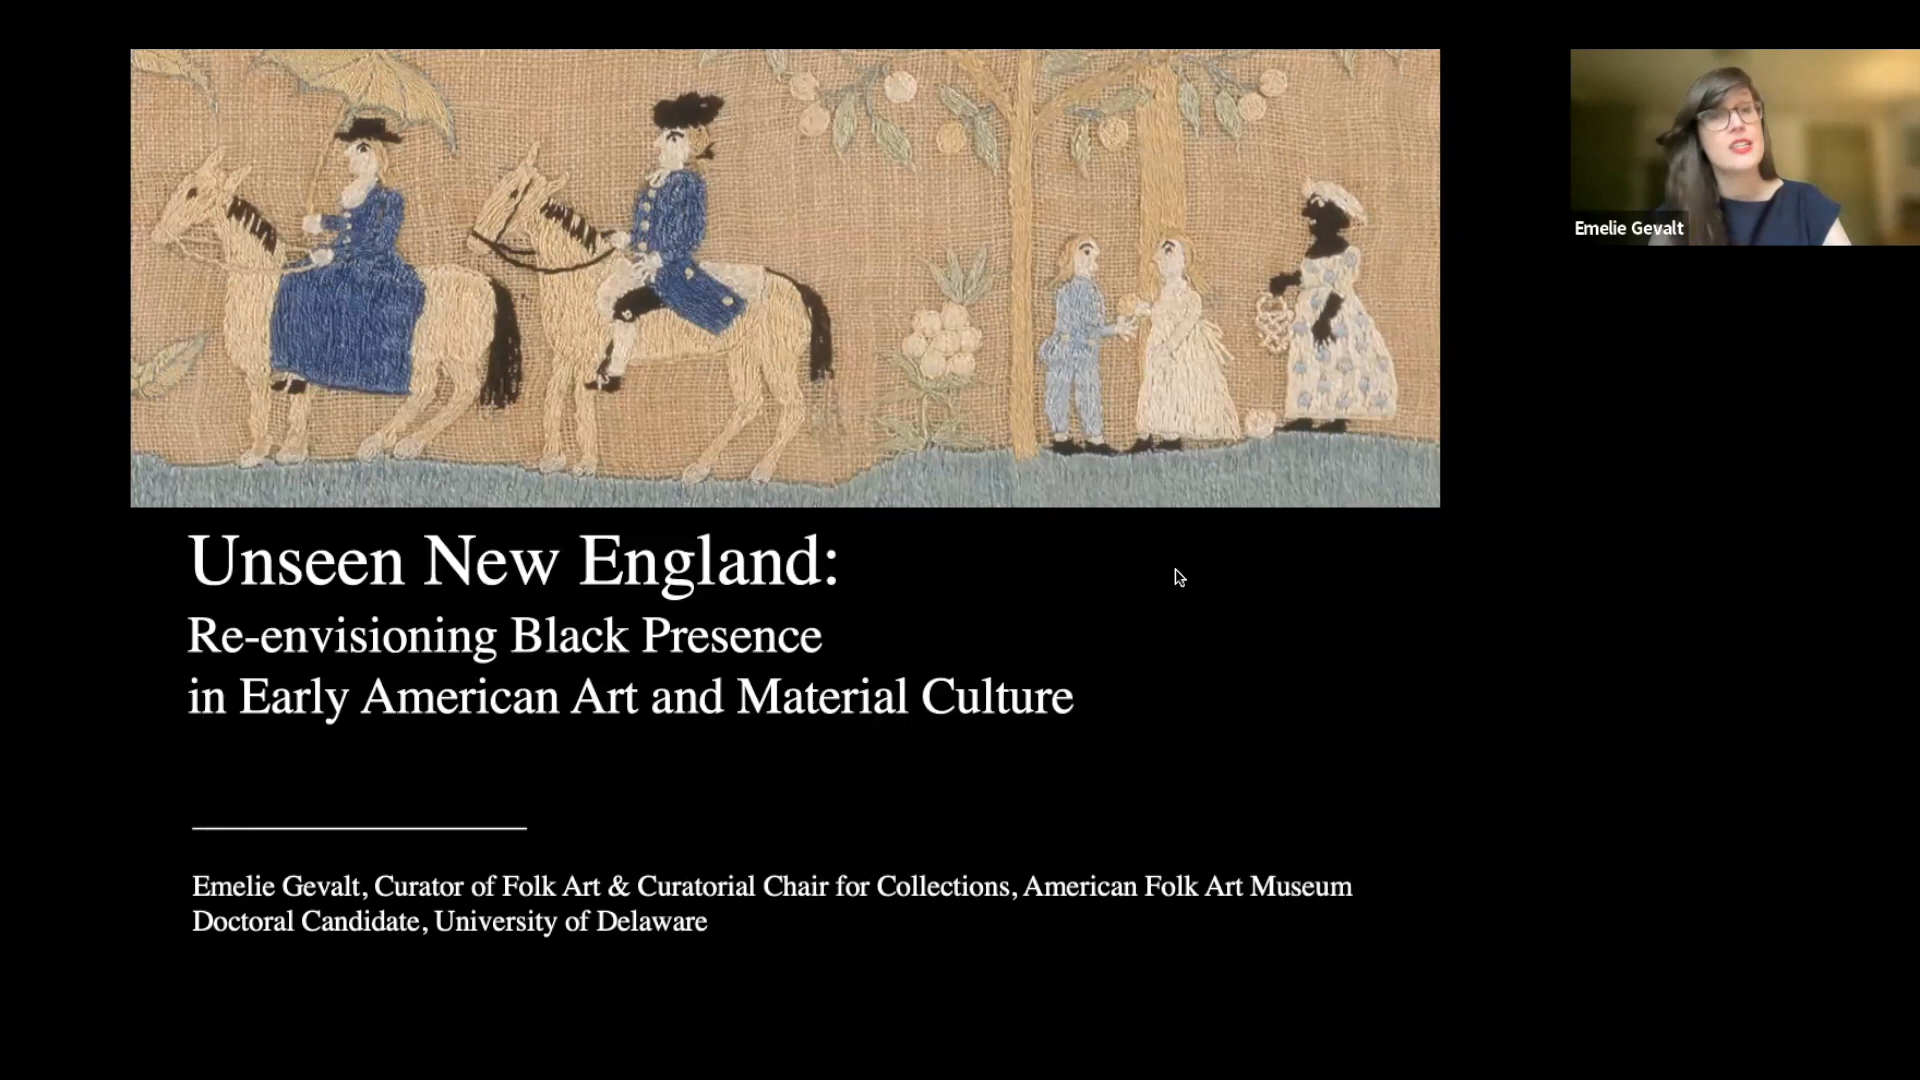 Emelie Gevalt
Unseen New England:
Re-envisioning Black Presence
in Early American Art and Material Culture
Emelie Gevalt, Curator of Folk Art & Curatorial Chair for Collections, American Folk Art Museum
Doctoral Candidate, University of Delaware